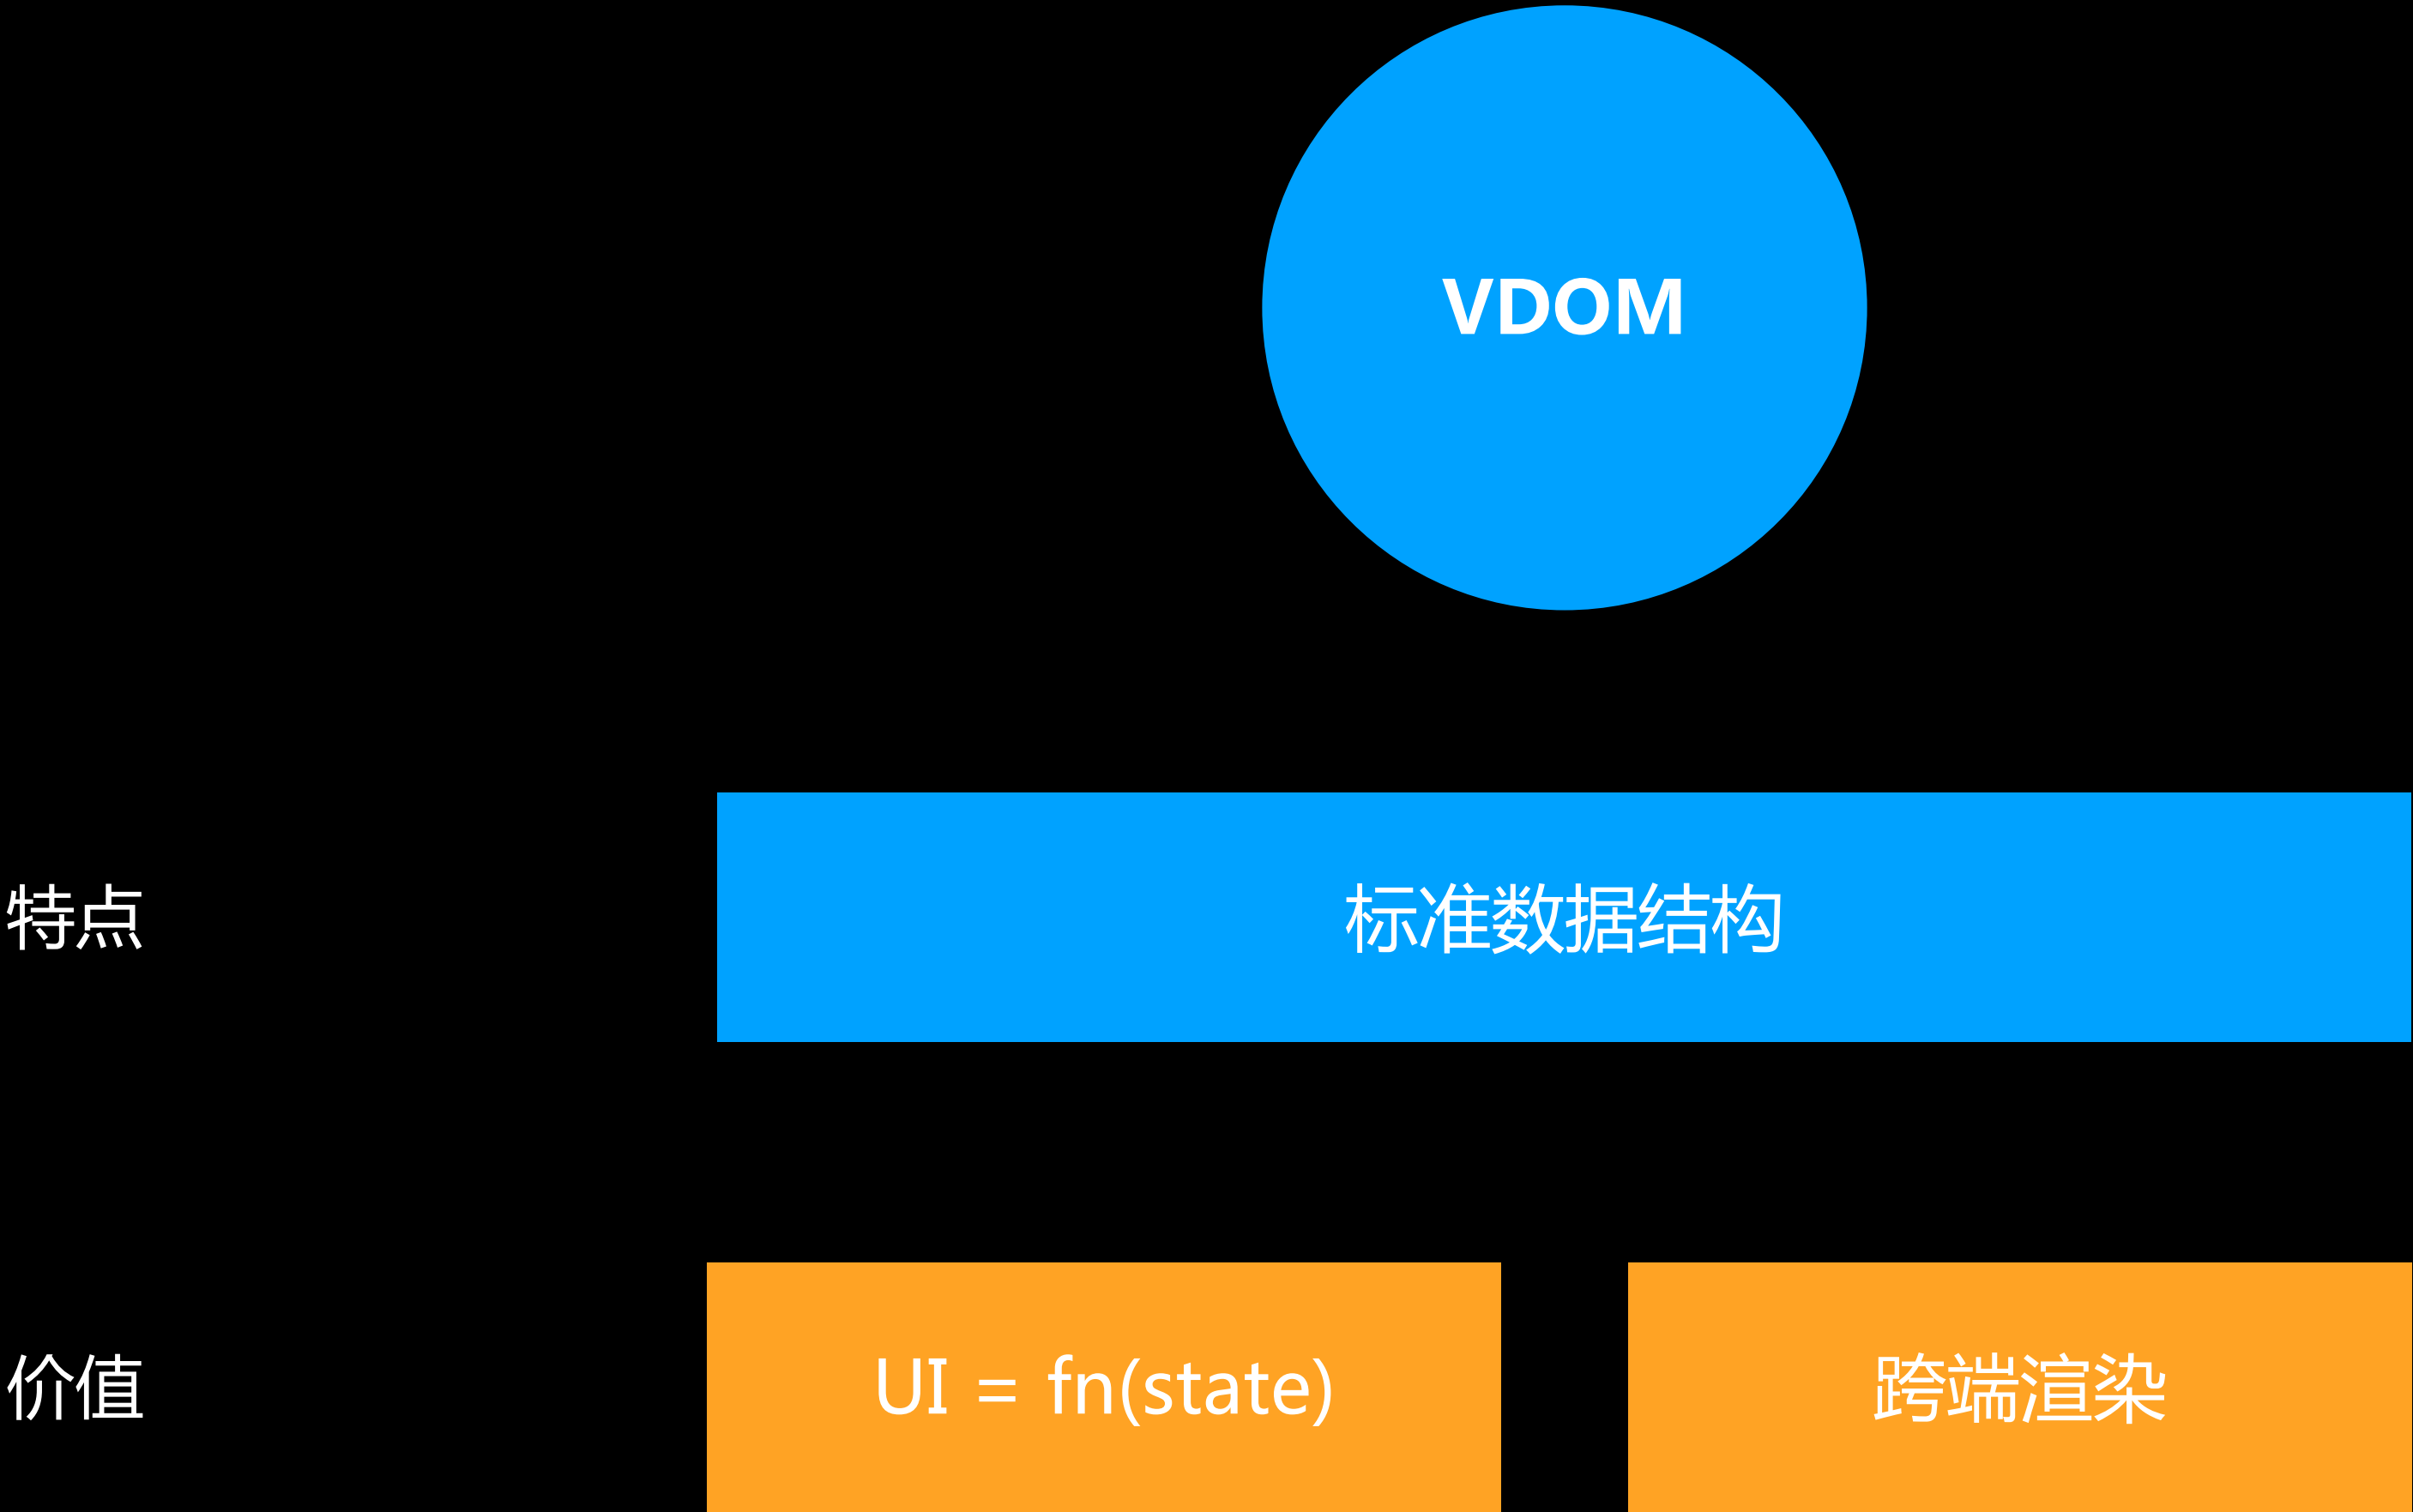 VDOM
特点
标准数据结构
价值
UI = fn(state)
跨端渲染